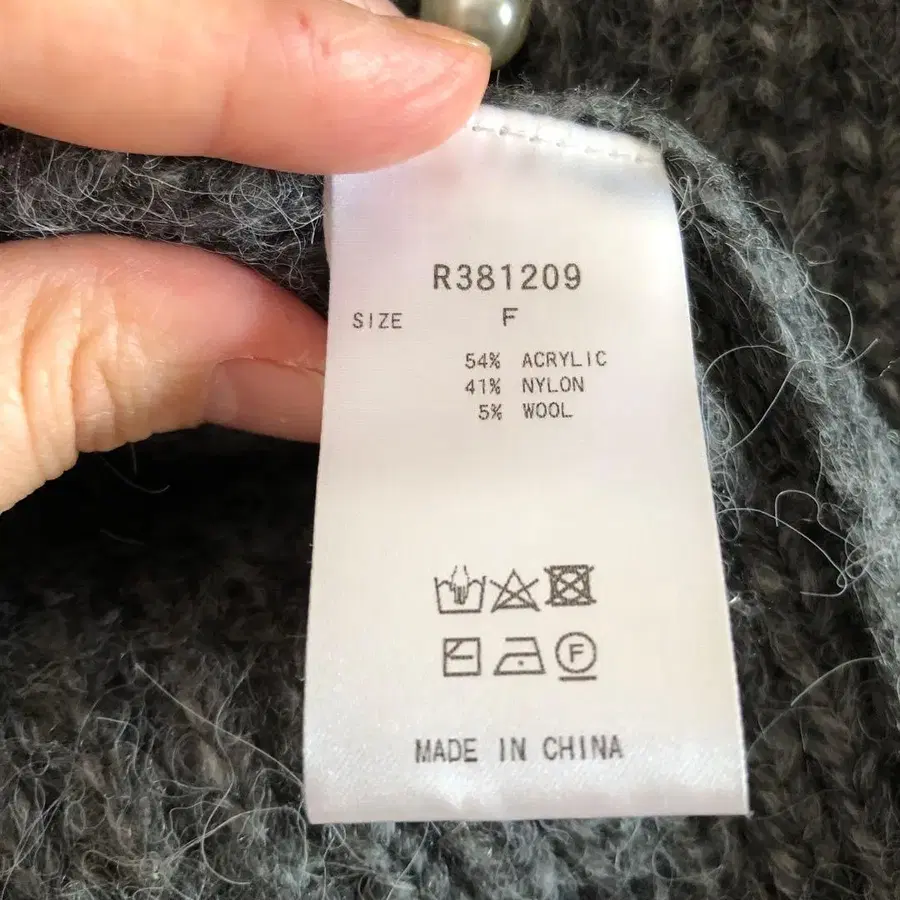 R381209
SIZE F
54% ACRYLIC
41% NYLON
5% WOOL
F
MADE IN CHINA